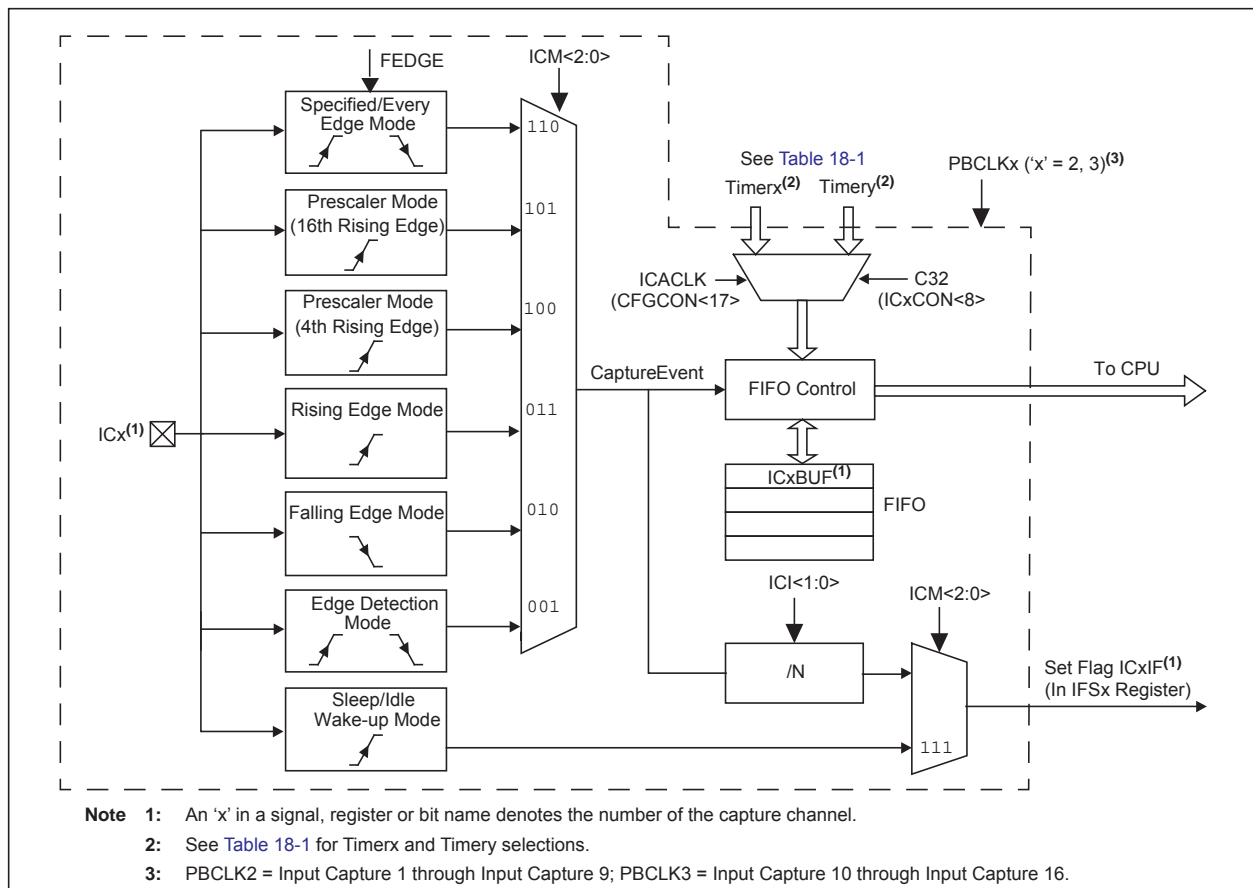 FEDGE
ICM<2:0>
Specified/Every
Edge Mode
110
Prescaler Mode
(16th Rising Edge)
101
Prescaler Mode
(4th Rising Edge)
100
Rising Edge Mode
011
Falling Edge Mode
010
Edge Detection
Mode
001
Sleep/Idle
Wake-up Mode
ICx(1)
See Table 18-1
Timerx(2) Timery(2)
PBCLKx (‘x’ = 2, 3)(3)
ICACLK
(CFGCON<17>)
C32
(ICxCON<8>)
CaptureEvent
FIFO Control
To CPU
ICxBUF(1)
FIFO
ICI<1:0>
ICM<2:0>
/N
111
Set Flag ICxIF(1)
(In IFSx Register)
Note 1: An ‘x’ in a signal, register or bit name denotes the number of the capture channel.
2: See Table 18-1 for Timerx and Timery selections.
3: PBCLK2 = Input Capture 1 through Input Capture 9; PBCLK3 = Input Capture 10 through Input Capture 16.